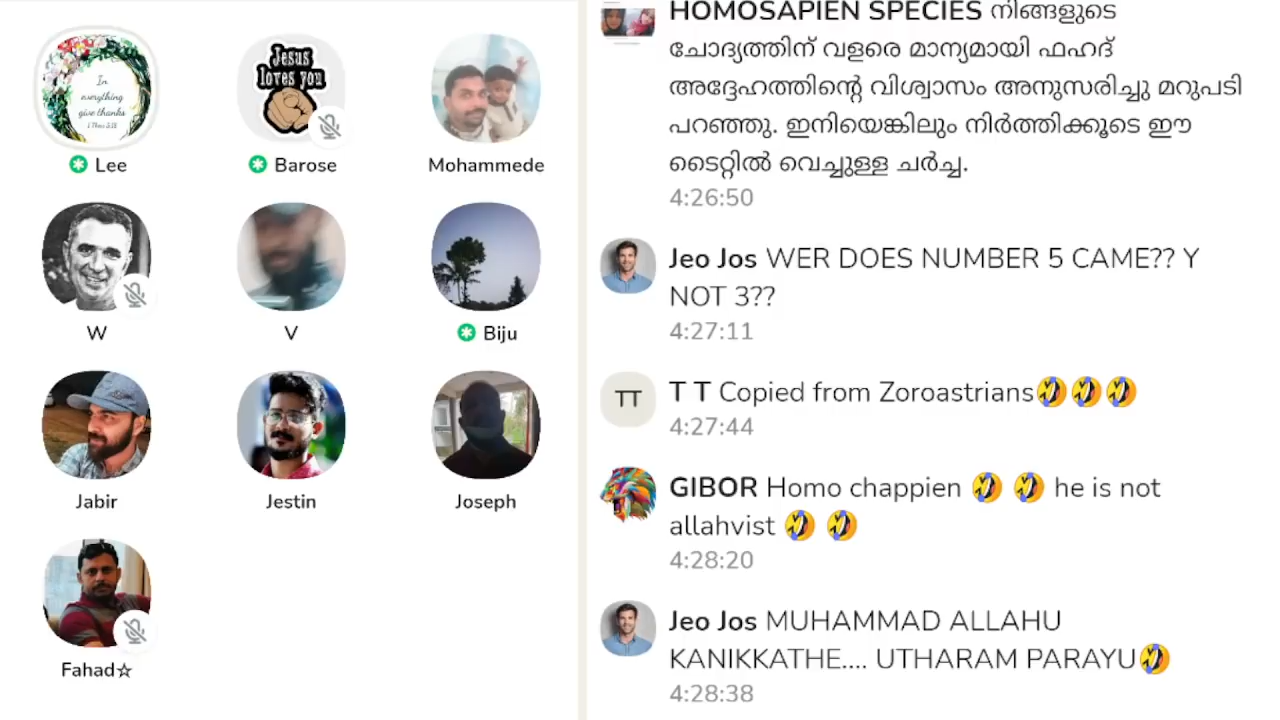 In
everything
give thanks
1 Thess 5:18
Jesus
loves you
Lee
Barose
Mohammede
W
V
Biju
Jabir
Jestin
Joseph
Fahad☆
HOMOSAPIEN SPECIES നിങ്ങളുടെ
ചോദ്യത്തിന് വളരെ മാന്യമായി ഫഹദ്
അദ്ദേഹത്തിന്റെ വിശ്വാസം അനുസരിച്ചു മറുപടി
പറഞ്ഞു. ഇനിയെങ്കിലും നിർത്തിക്കൂടെ ഈ
ടൈറ്റിൽ വെച്ചുള്ള ചർച്ച.
4:26:50
Jeo Jos WER DOES NUMBER 5 CAME?? Y
NOT 3??
4:27:11
TT
T T Copied from Zoroastrians🤣🤣🤣
4:27:44
GIBOR Homo chappien 🤣 🤣 he is not
allahvist 🤣 🤣
4:28:20
Jeo Jos MUHAMMAD ALLAHU
KANIKKATHE.... UTHARAM PARAYU🤣
4:28:38